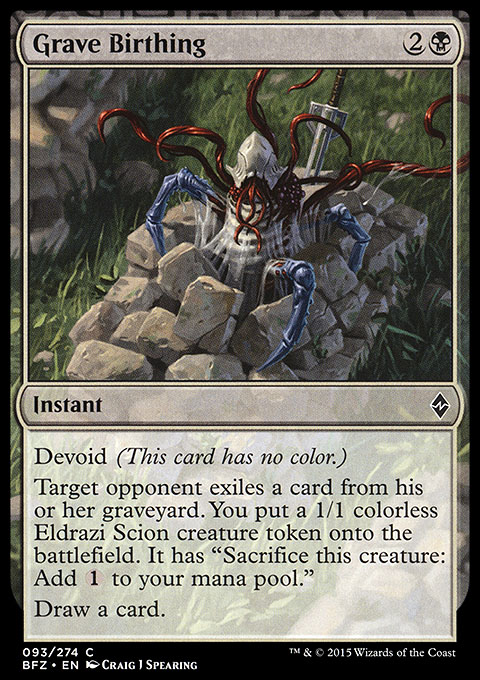 Grave Birthing 2
Instant
Devoid (This card has no color.)
Target opponent exiles a card from his
or her graveyard. You put a 1/1 colorless
Eldrazi Scion creature token onto the
battlefield. It has “Sacrifice this creature:
Add 1 to your mana pool.”
Draw a card.
093/274 C
BFZ • EN Craig J Spearing
™ & © 2015 Wizards of the Coast